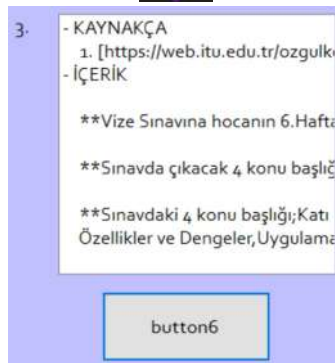 3.
- KAYNAKÇA
1. [https://web.itu.edu.tr/ozgulk
- İÇERİK
**Vize Sınavına hocanın 6.Hafta
**Sınavda çıkacak 4 konu başlığ
**Sınavdaki 4 konu başlığı;Katı
Özellikler ve Dengeler,Uygulama
button6